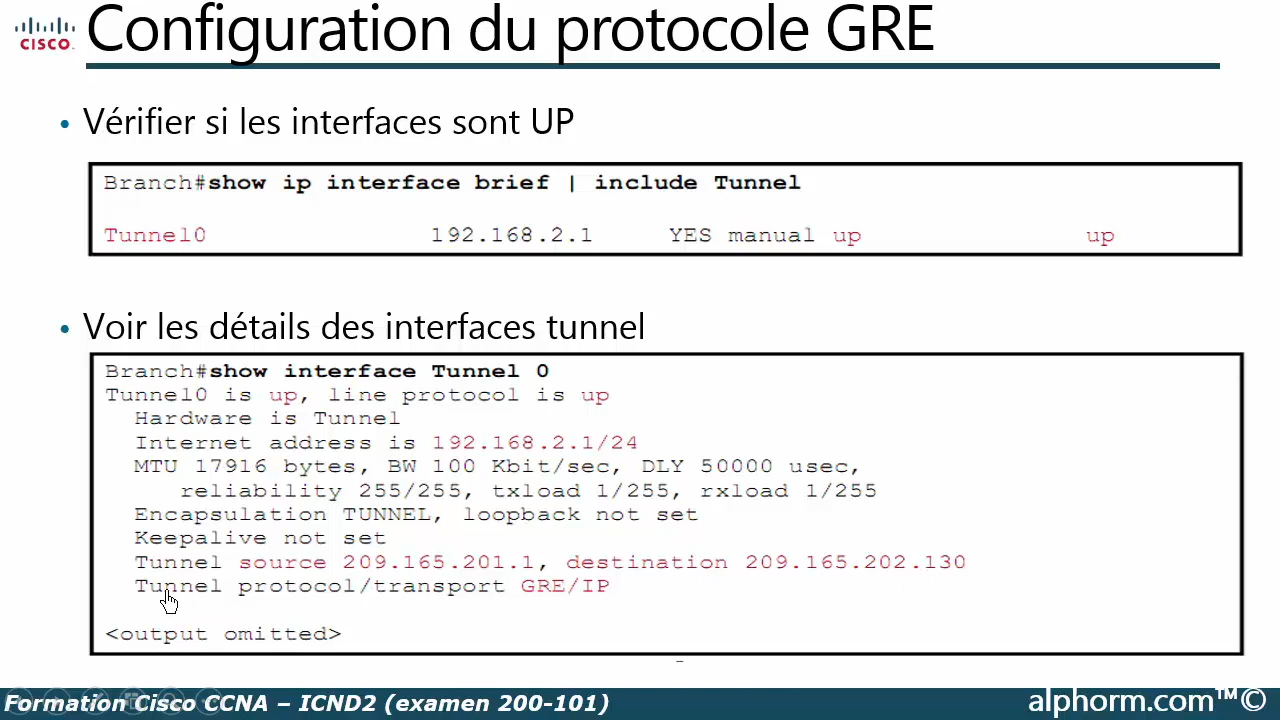 CISCO
Configuration du protocole GRE
• Vérifier si les interfaces sont UP
Branch#show ip interface brief | include Tunnel
Tunnel0 192.168.2.1 YES manual up up
• Voir les détails des interfaces tunnel
Branch#show interface Tunnel 0
Tunnel0 is up, line protocol is up
Hardware is Tunnel
Internet address is 192.168.2.1/24
MTU 17916 bytes, BW 100 Kbit/sec, DLY 50000 usec,
reliability 255/255, txload 1/255, rxload 1/255
Encapsulation TUNNEL, loopback not set
Keepalive not set
Tunnel source 209.165.201.1, destination 209.165.202.130
Tunnel protocol/transport GRE/IP
<output omitted>
Formation Cisco CCNA – ICND2 (examen 200-101)
alphorm.com™©